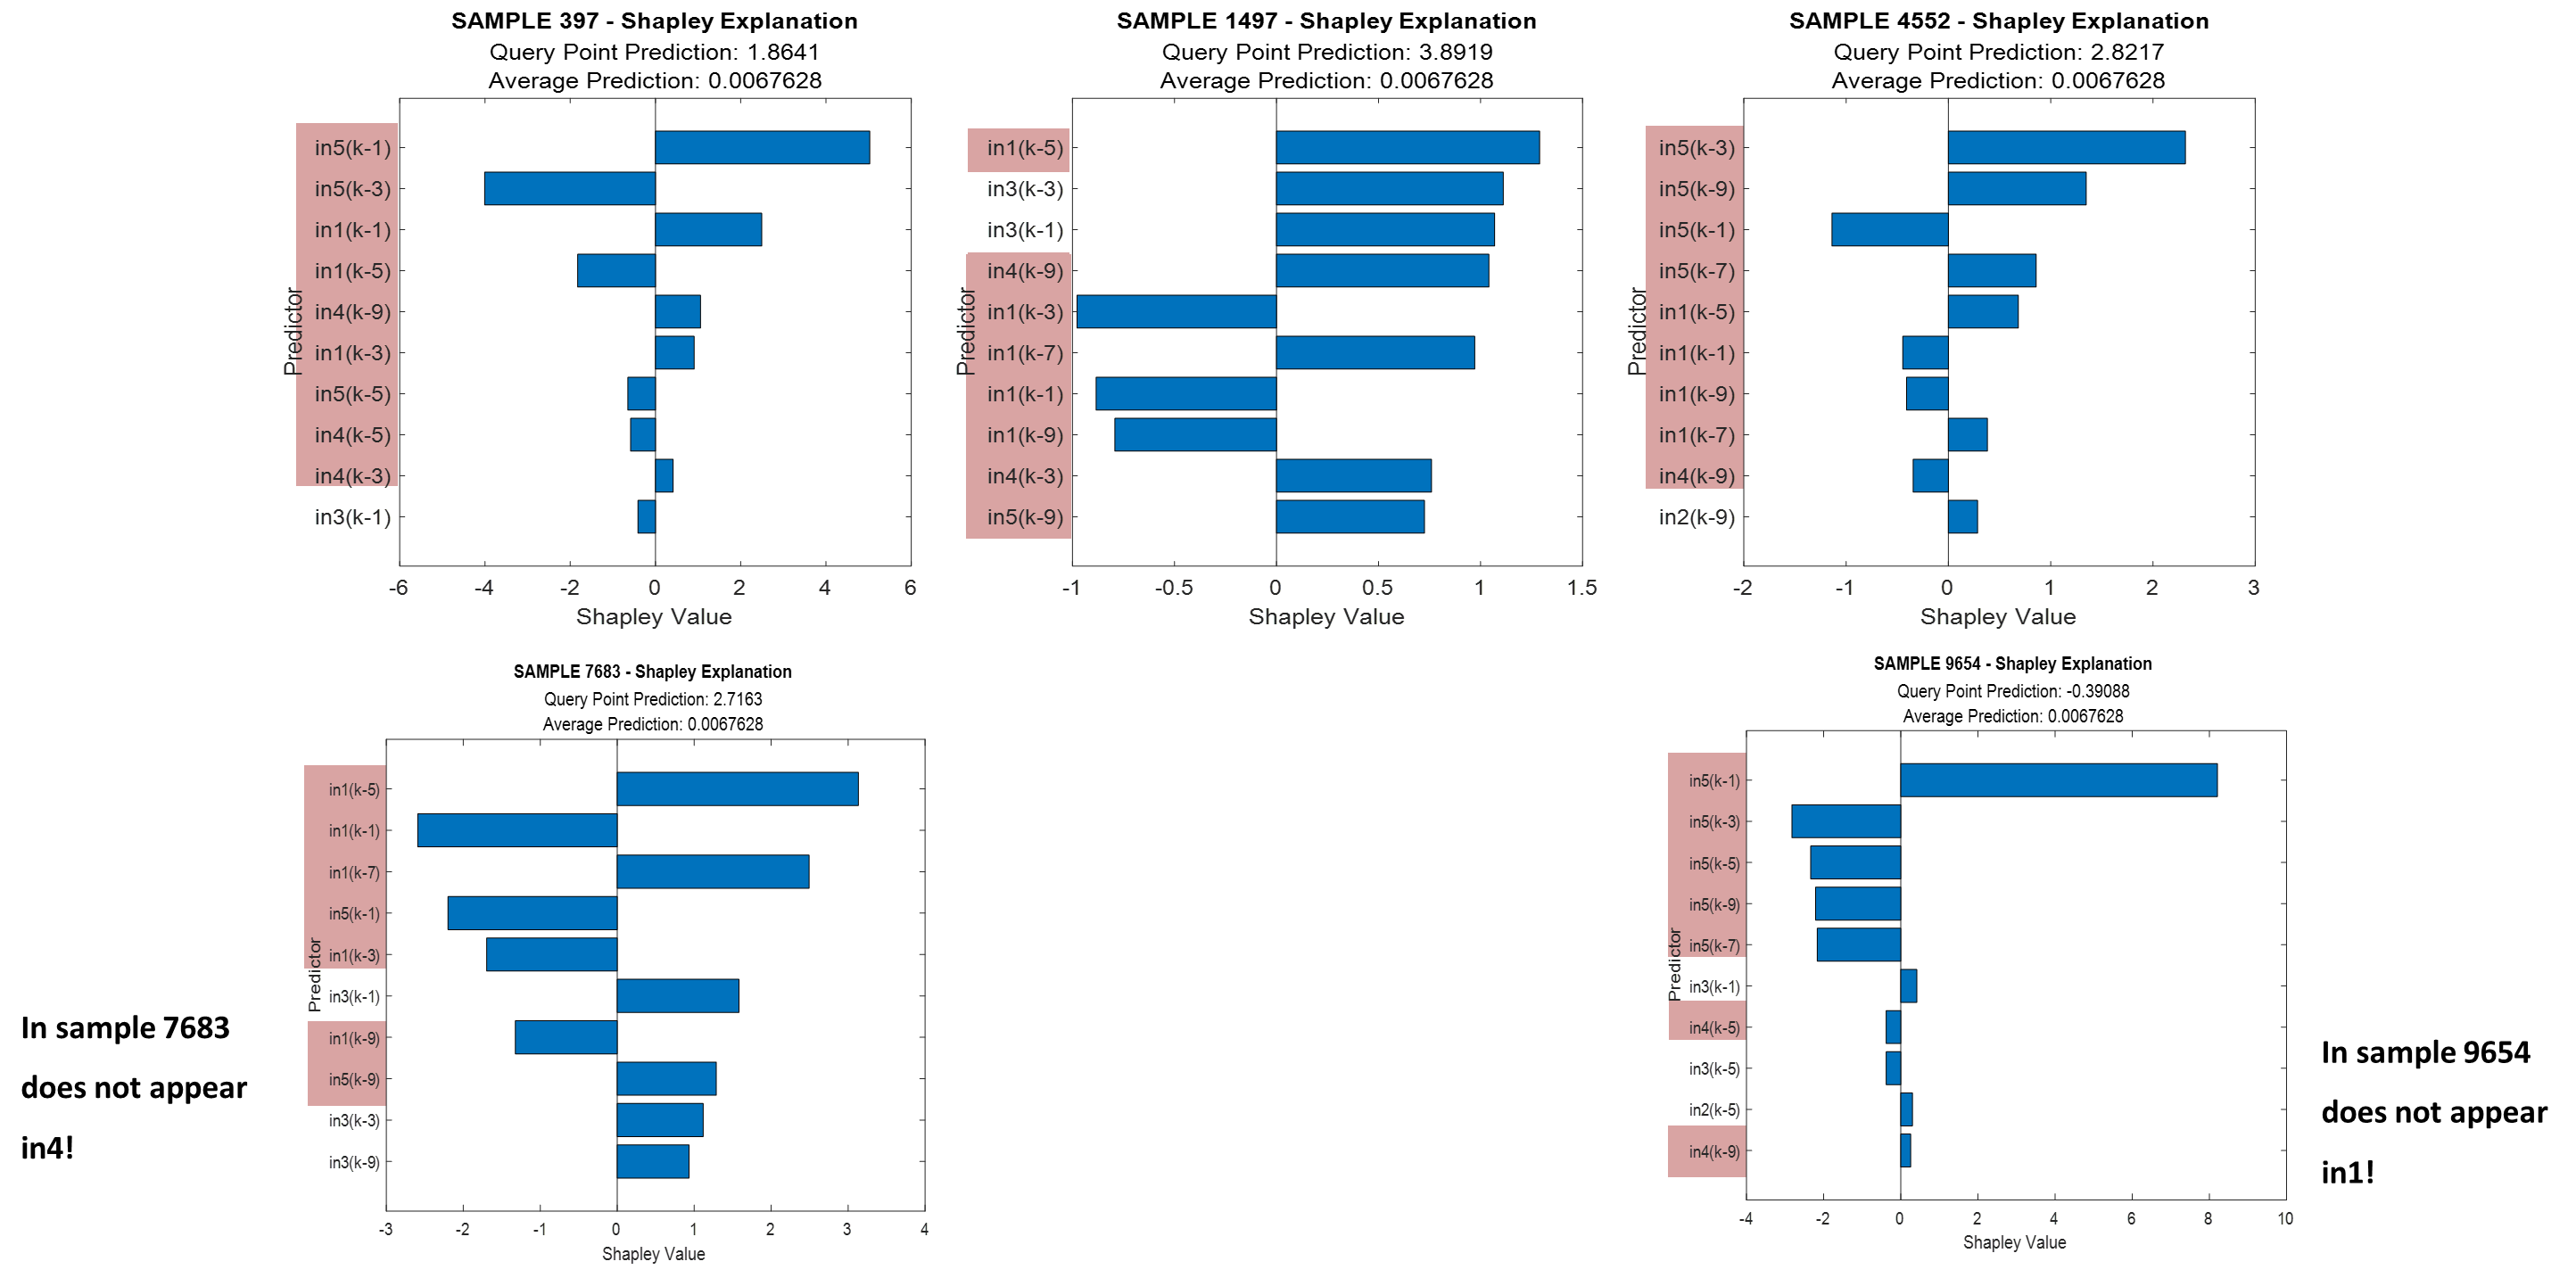 SAMPLE 397 - Shapley Explanation
Query Point Prediction: 1.8641
Average Prediction: 0.0067628
in5(k-1)
in5(k-3)
in1(k-1)
in1(k-5)
in4(k-9)
in1(k-3)
in5(k-5)
in4(k-5)
in4(k-3)
in3(k-1)
Predictor
-6 -4 -2 0 2 4 6
Shapley Value
SAMPLE 1497 - Shapley Explanation
Query Point Prediction: 3.8919
Average Prediction: 0.0067628
in1(k-5)
in3(k-3)
in3(k-1)
in4(k-9)
in1(k-3)
in1(k-7)
in1(k-1)
in1(k-9)
in4(k-3)
in5(k-9)
Predictor
-1 -0.5 0 0.5 1 1.5
Shapley Value
SAMPLE 4552 - Shapley Explanation
Query Point Prediction: 2.8217
Average Prediction: 0.0067628
in5(k-3)
in5(k-9)
in5(k-1)
in5(k-7)
in1(k-5)
in1(k-1)
in1(k-9)
in1(k-7)
in4(k-9)
in2(k-9)
Predictor
-2 -1 0 1 2 3
Shapley Value
SAMPLE 7683 - Shapley Explanation
Query Point Prediction: 2.7163
Average Prediction: 0.0067628
in1(k-5)
in1(k-1)
in1(k-7)
in5(k-1)
in1(k-3)
in3(k-1)
in1(k-9)
in5(k-9)
in3(k-3)
in3(k-9)
Predictor
-3 -2 -1 0 1 2 3 4
Shapley Value
In sample 7683
does not appear
in4!
SAMPLE 9654 - Shapley Explanation
Query Point Prediction: -0.39088
Average Prediction: 0.0067628
in5(k-1)
in5(k-3)
in5(k-5)
in5(k-9)
in5(k-7)
in3(k-1)
in4(k-5)
in3(k-5)
in2(k-5)
in4(k-9)
Predictor
-4 -2 0 2 4 6 8 10
Shapley Value
In sample 9654
does not appear
in1!